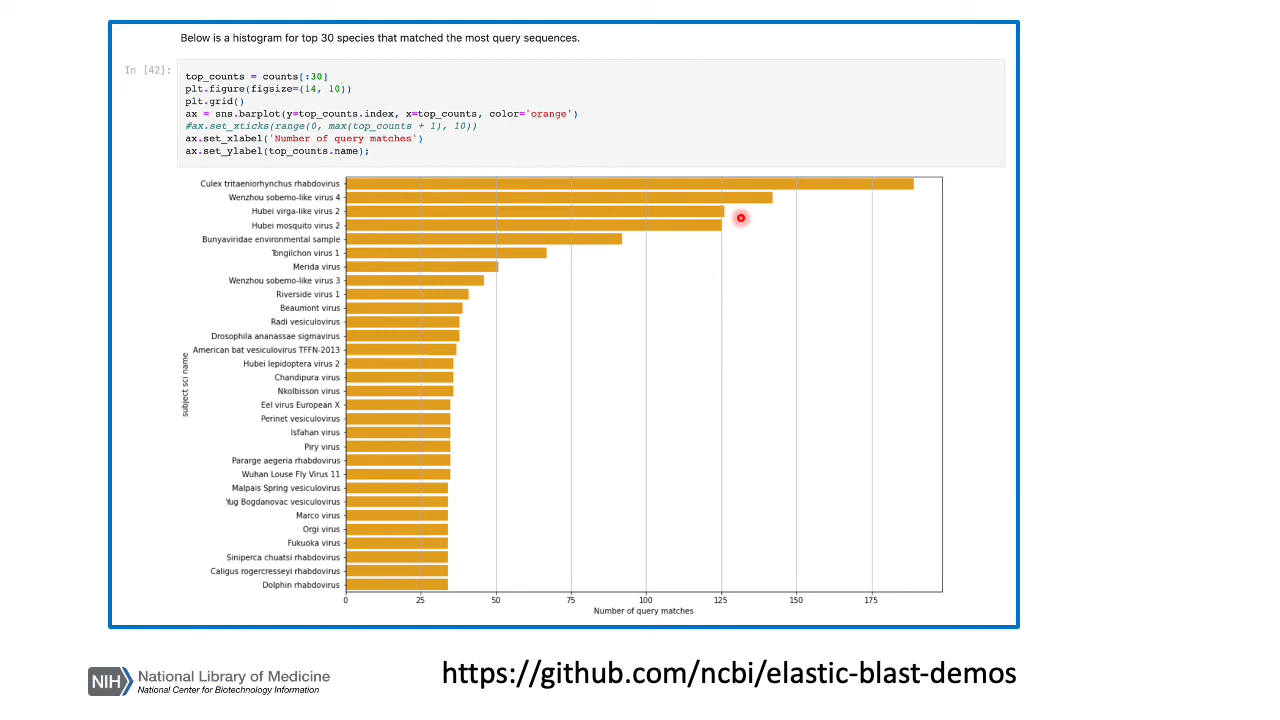 Below is a histogram for top 30 species that matched the most query sequences.
In [42]:
top_counts = counts[:30]
plt.figure(figsize=(14, 10))
plt.grid()
ax = sns.barplot(y=top_counts.index, x=top_counts, color='orange')
#ax.set_xticks(range(0, max(top_counts + 1), 10))
ax.set_xlabel('Number of query matches')
ax.set_ylabel(top_counts.name);
Culex tritaeniorhynchus rhabdovirus
Wenzhou sobemo-like virus 4
Hubei virga-like virus 2
Hubei mosquito virus 2
Bunyaviridae environmental sample
Tongilchon virus 1
Merida virus
Wenzhou sobemo-like virus 3
Riverside virus 1
Beaumont virus
Radi vesiculovirus
Drosophila ananassae sigmavirus
American bat vesiculovirus TFFN-2013
Hubei lepidoptera virus 2
Chandipura virus
Nkolbisson virus
Eel virus European X
Perinet vesiculovirus
Isfahan virus
Piry virus
Pararge aegeria rhabdovirus
Wuhan Louse Fly Virus 11
Malpais Spring vesiculovirus
Yug Bogdanovac vesiculovirus
Marco virus
Orgi virus
Fukuoka virus
Siniperca chuatsi rhabdovirus
Caligus rogercresseyi rhabdovirus
Dolphin rhabdovirus
subject sci name
0 25 50 75 100 125 150 175
Number of query matches
NIH National Library of Medicine
National Center for Biotechnology Information
https://github.com/ncbi/elastic-blast-demos